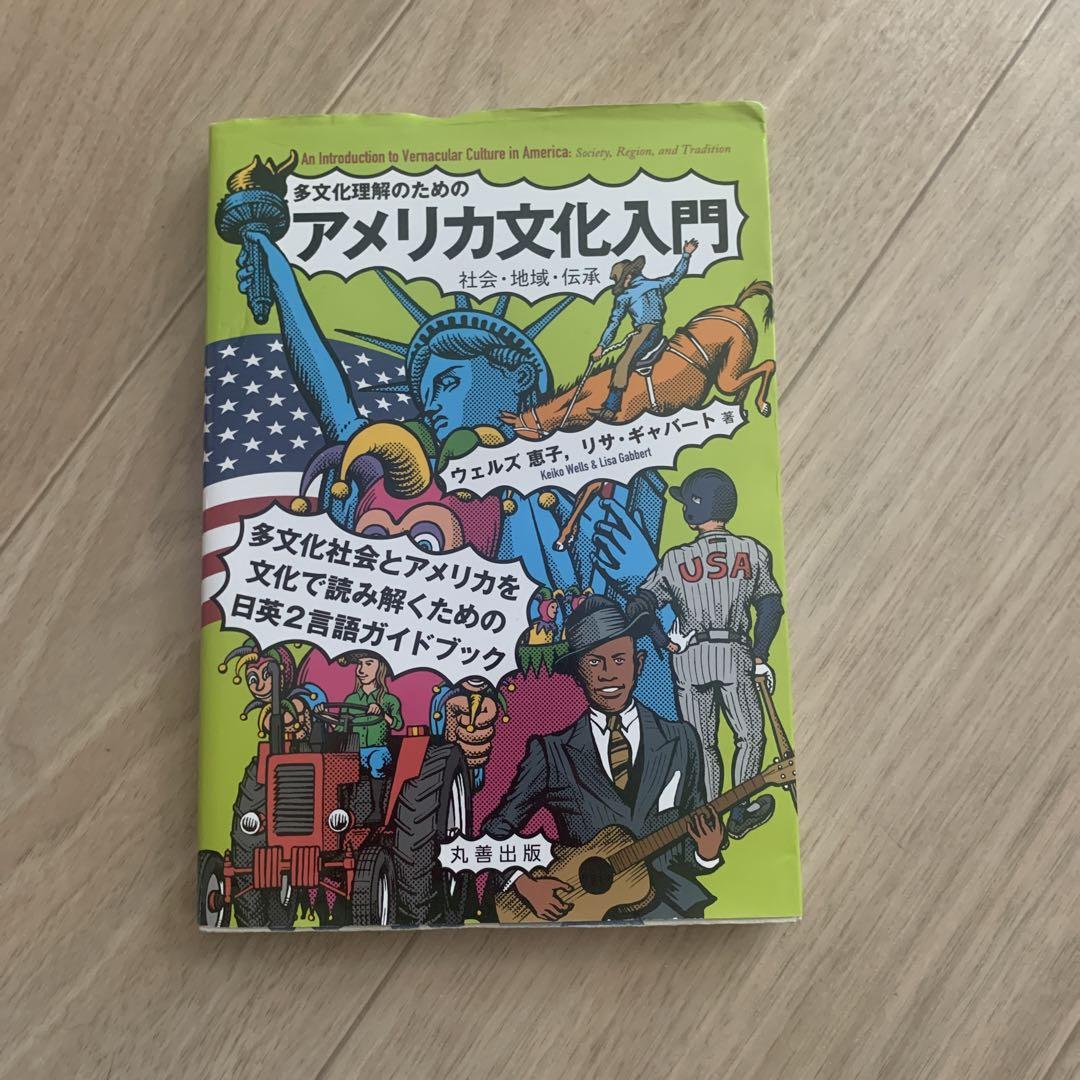 An Introduction to Vernacular Culture in America: Society, Region, and Tradition
多文化理解のための
アメリカ文化入門
社会・地域・伝承
ウェルズ 恵子, リサ・ギャバート 著
Keiko Wells & Lisa Gabbert
多文化社会とアメリカを
文化で読み解くための
日英2言語ガイドブック
USA
丸善出版